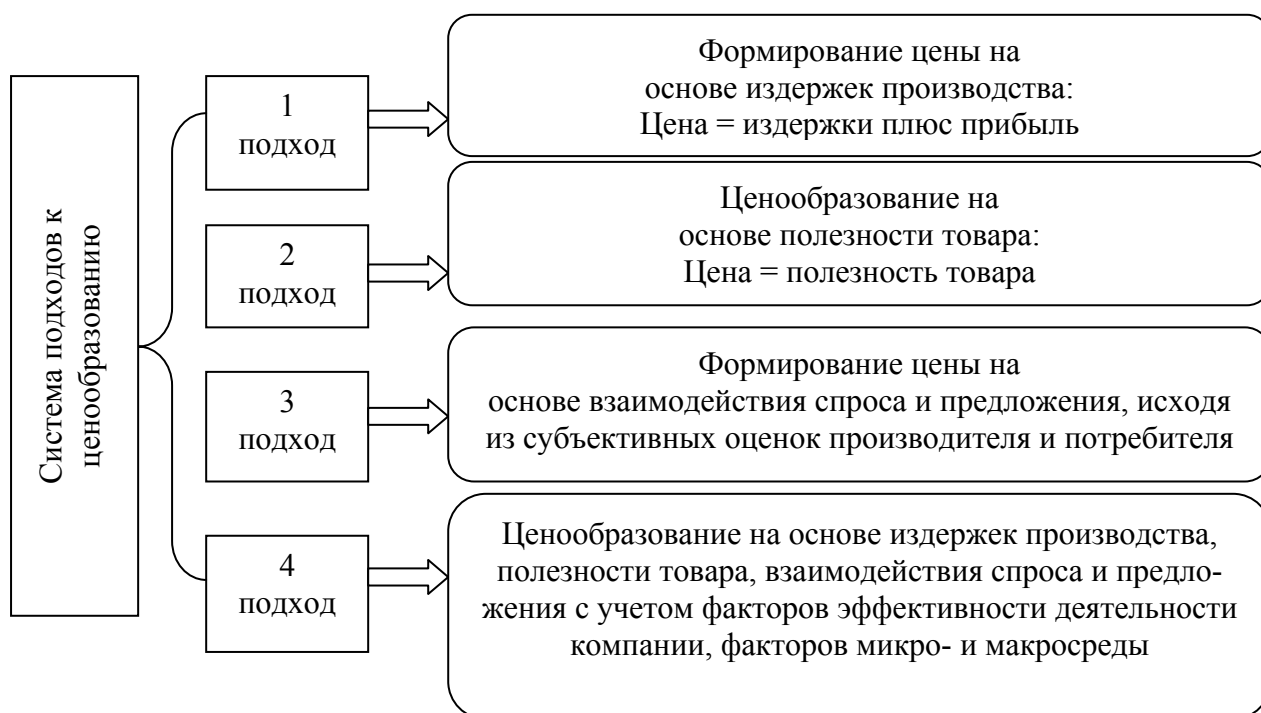 Система подходов к
ценообразованию
1
подход
Формирование цены на
основе издержек производства:
Цена = издержки плюс прибыль
2
подход
Ценообразование на
основе полезности товара:
Цена = полезность товара
3
подход
Формирование цены на
основе взаимодействия спроса и предложения, исходя
из субъективных оценок производителя и потребителя
4
подход
Ценообразование на основе издержек производства,
полезности товара, взаимодействия спроса и предло-
жения с учетом факторов эффективности деятельности
компании, факторов микро- и макросреды